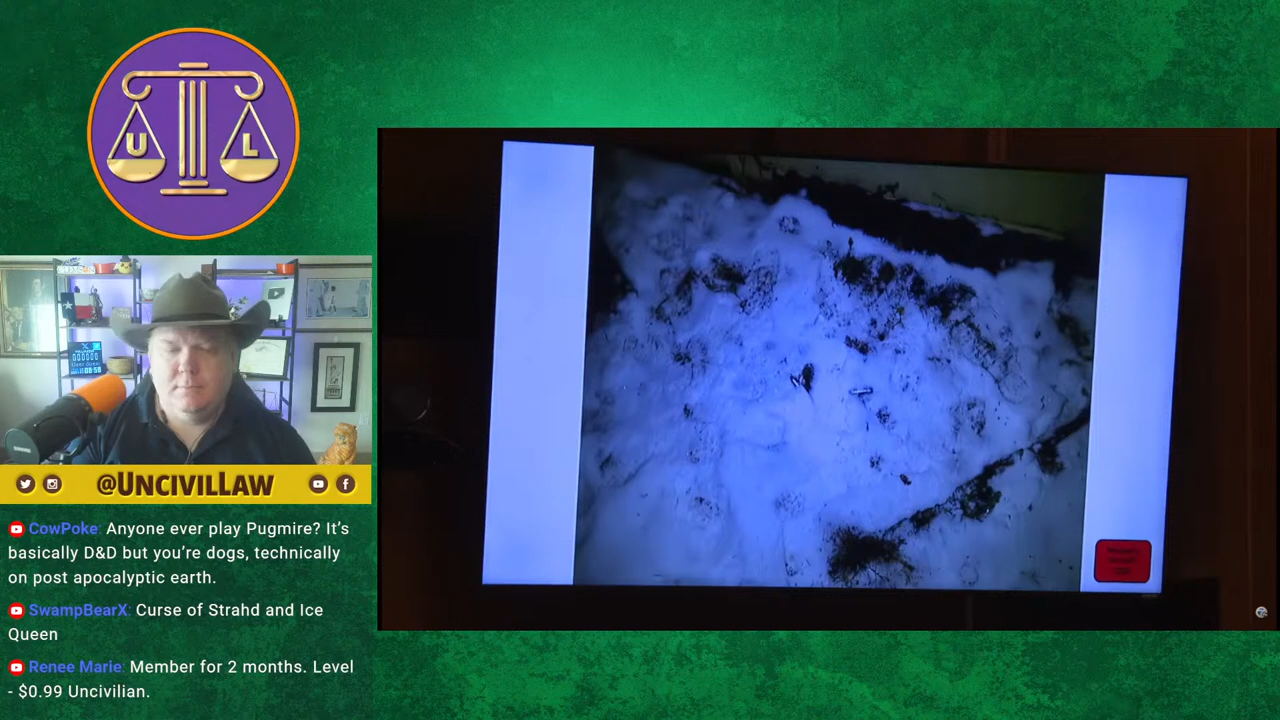 U L
@UNCIVILLAW
CowPoke: Anyone ever play Pugmire? It's
basically D&D but you're dogs, technically
on post apocalyptic earth.
SwampBearX: Curse of Strahd and Ice
Queen
Renee Marie: Member for 2 months. Level
- $0.99 Uncivilian.